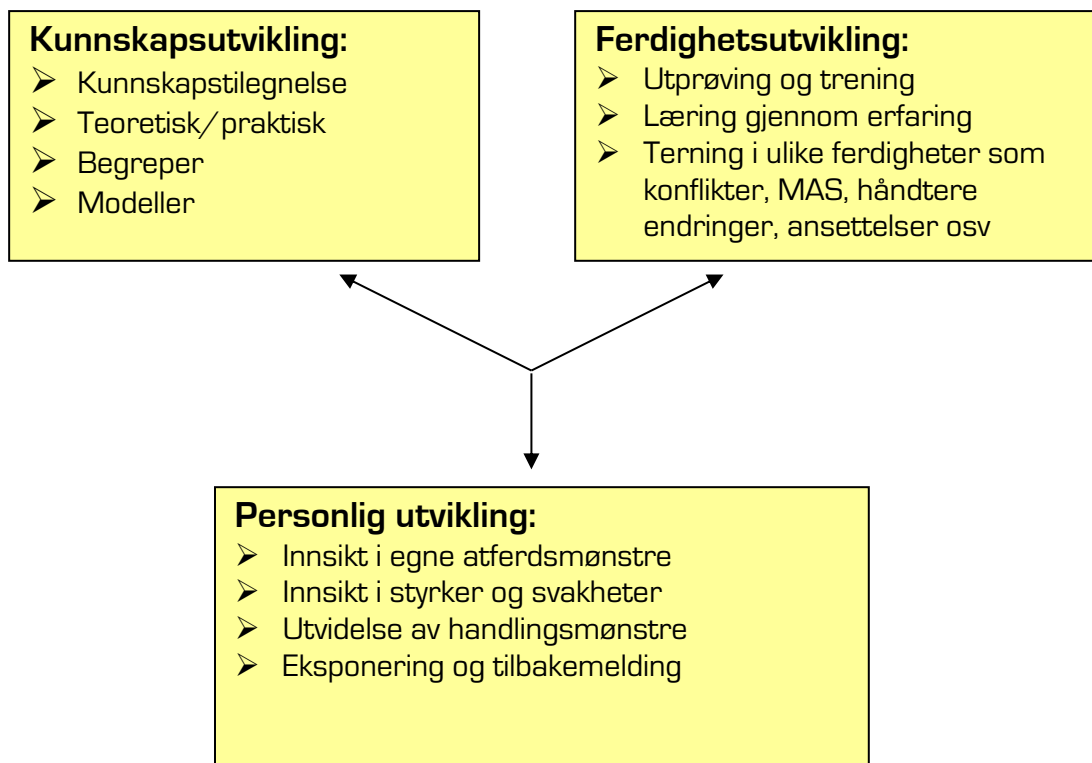 Kunnskapsutvikling:
➢ Kunnskapstilegnelse
➢ Teoretisk/praktisk
➢ Begreper
➢ Modeller
Ferdighetsutvikling:
➢ Utprøving og trening
➢ Læring gjennom erfaring
➢ Terning i ulike ferdigheter som
konflikter, MAS, håndtere
endringer, ansettelser osv
Personlig utvikling:
➢ Innsikt i egne atferdsmønstre
➢ Innsikt i styrker og svakheter
➢ Utvidelse av handlingsmønstre
➢ Eksponering og tilbakemelding